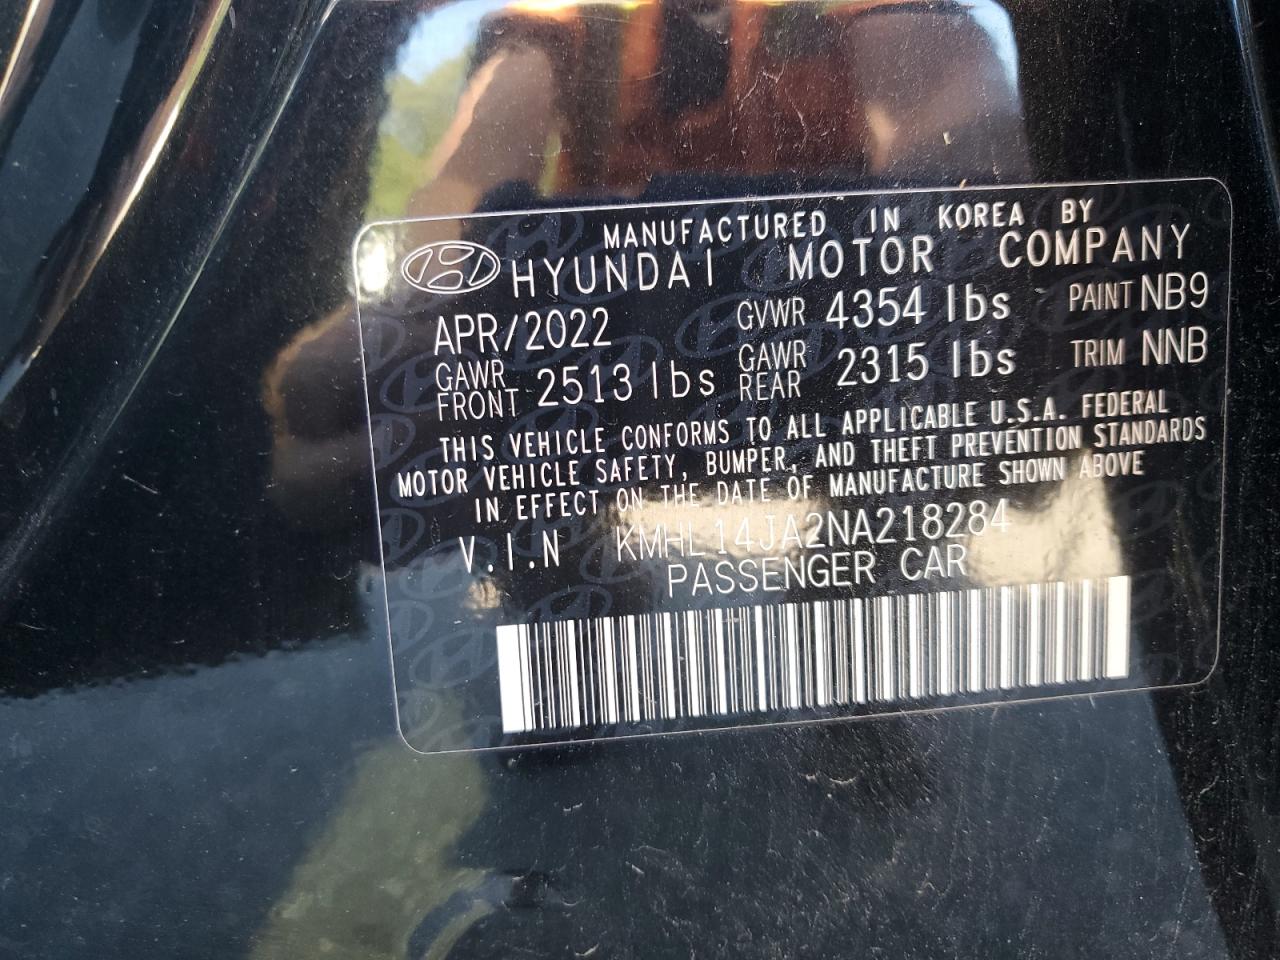 MANUFACTURED IN KOREA BY
HYUNDAI MOTOR COMPANY
APR/2022 GVWR 4354 lbs PAINT NB9
GAWR FRONT 2513 lbs GAWR REAR 2315 lbs TRIM NNB
THIS VEHICLE CONFORMS TO ALL APPLICABLE U.S.A. FEDERAL
MOTOR VEHICLE SAFETY, BUMPER, AND THEFT PREVENTION STANDARDS
IN EFFECT ON THE DATE OF MANUFACTURE SHOWN ABOVE
V.I.N KMHL14JA2NA218284
PASSENGER CAR